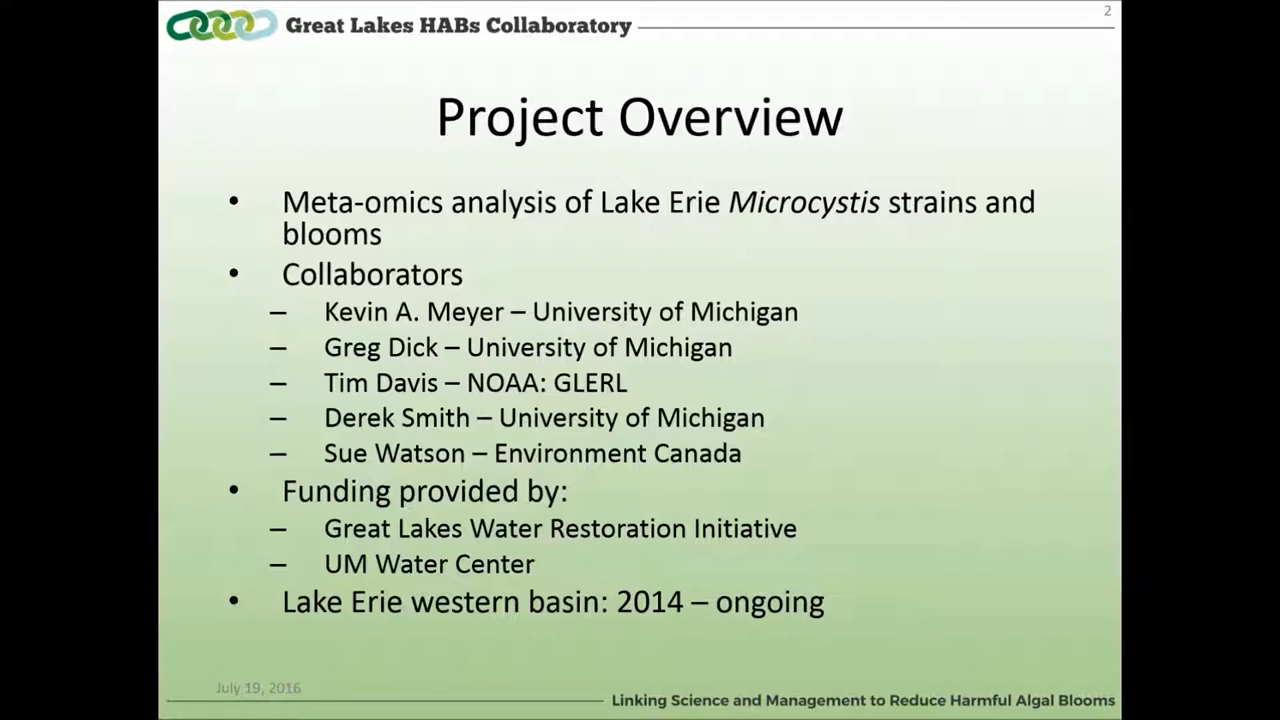 Great Lakes HABs Collaboratory
2
Project Overview
• Meta-omics analysis of Lake Erie Microcystis strains and
blooms
• Collaborators
– Kevin A. Meyer – University of Michigan
– Greg Dick – University of Michigan
– Tim Davis – NOAA: GLERL
– Derek Smith – University of Michigan
– Sue Watson – Environment Canada
• Funding provided by:
– Great Lakes Water Restoration Initiative
– UM Water Center
• Lake Erie western basin: 2014 – ongoing
July 19, 2016
Linking Science and Management to Reduce Harmful Algal Blooms